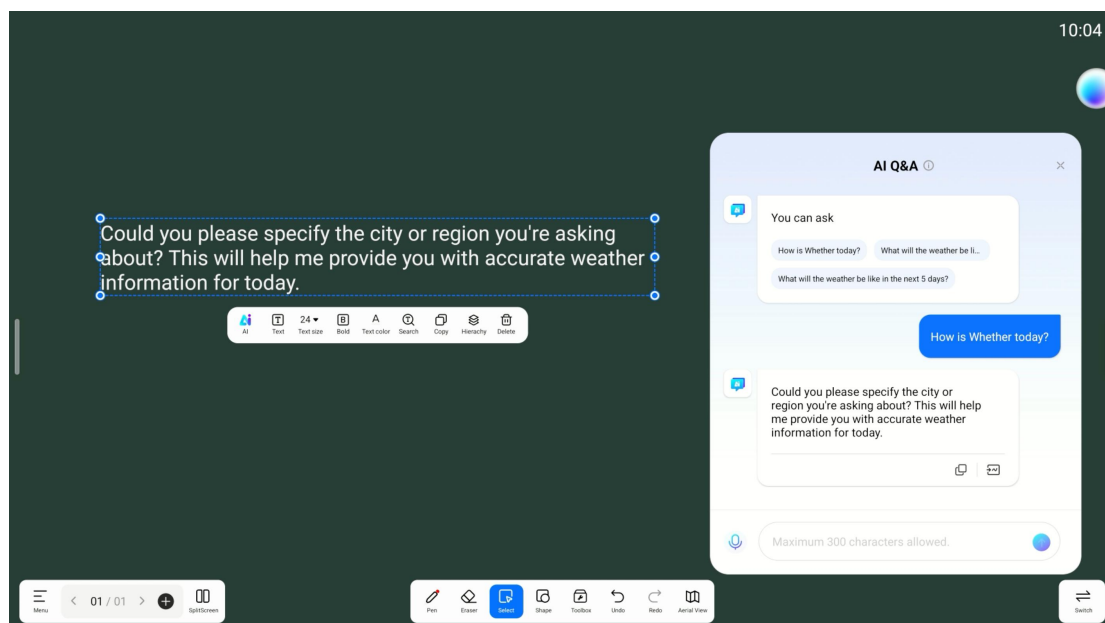 10:04
Could you please specify the city or region you're asking
about? This will help me provide you with accurate weather
information for today.
AI
Text
24
Text size
B
Bold
A
Text color
Search
Copy
Hierachy
Delete
AI Q&A
You can ask
How is Whether today?
What will the weather be li...
What will the weather be like in the next 5 days?
How is Whether today?
Could you please specify the city or
region you're asking about? This will help
me provide you with accurate weather
information for today.
Maximum 300 characters allowed.
Menu
01 / 01
SplitScreen
Pen
Eraser
Select
Shape
Toolbox
Undo
Redo
Aerial View
Switch